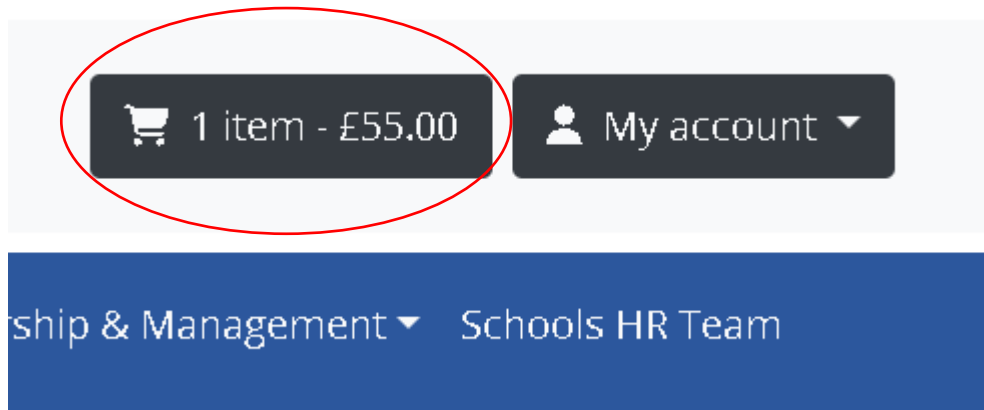 1 item - £55.00 My account
rship & Management Schools HR Team